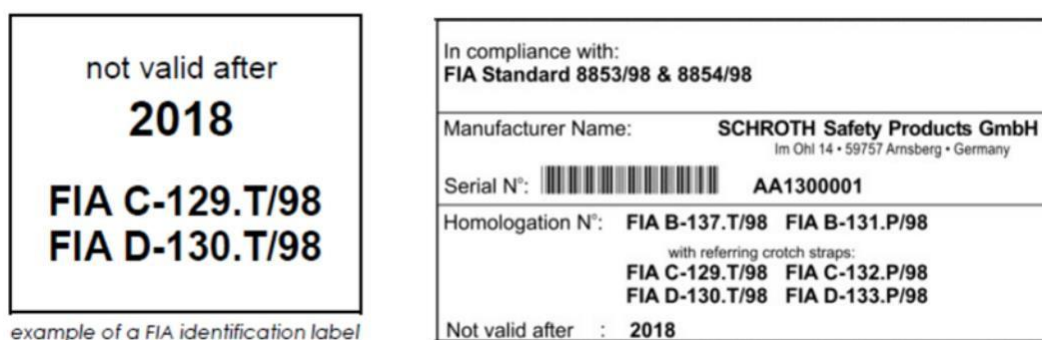 not valid after
2018
FIA C-129.T/98
FIA D-130.T/98
example of a FIA identification label
In compliance with:
FIA Standard 8853/98 & 8854/98
Manufacturer Name: SCHROTH Safety Products GmbH
Im Ohl 14 • 59757 Arnsberg • Germany
Serial N°: AA1300001
Homologation N°: FIA B-137.T/98 FIA B-131.P/98
with referring crotch straps:
FIA C-129.T/98 FIA C-132.P/98
FIA D-130.T/98 FIA D-133.P/98
Not valid after : 2018